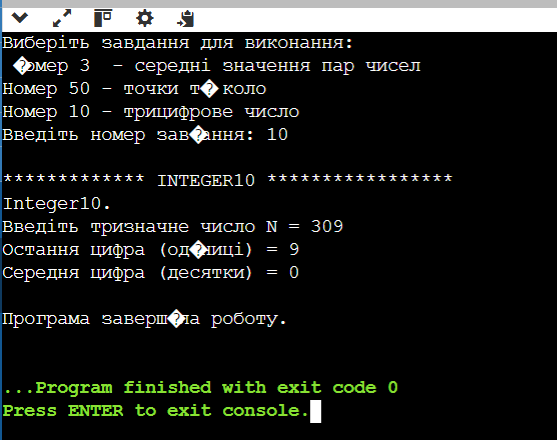 Виберіть завдання для виконання:
�омер 3  - середні значення пар чисел
Номер 50 - точки т�коло
Номер 10 - трицифрове число
Введіть номер зав�ання: 10
************* INTEGER10 *****************
Integer10.
Введіть тризначне число N = 309
Остання цифра (од�ниці) = 9
Середня цифра (десятки) = 0
Програма заверш�ла роботу.
...Program finished with exit code 0
Press ENTER to exit console.